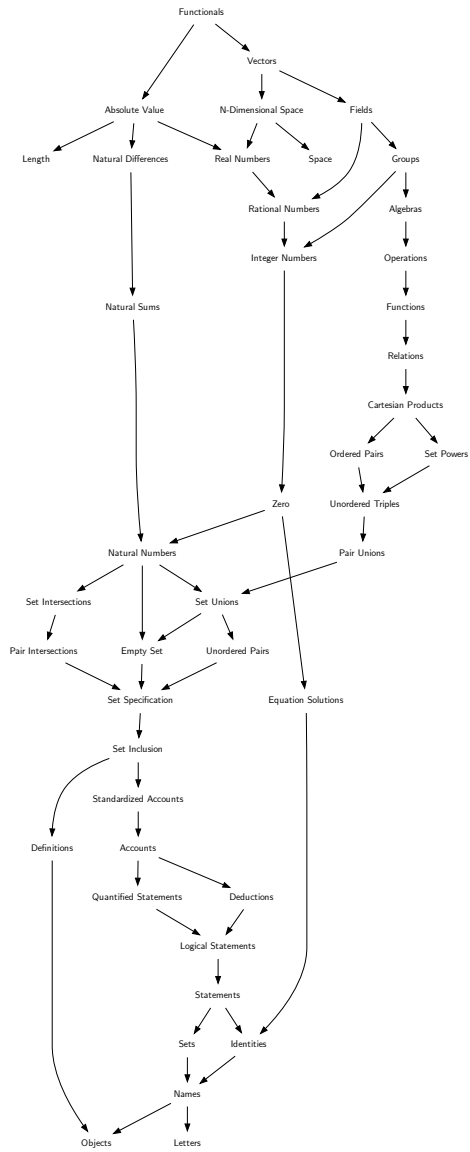 Functionals
Vectors
Absolute Value
N-Dimensional Space
Fields
Length
Natural Differences
Real Numbers
Space
Groups
Rational Numbers
Algebras
Integer Numbers
Operations
Natural Sums
Functions
Relations
Cartesian Products
Ordered Pairs
Set Powers
Zero
Unordered Triples
Natural Numbers
Pair Unions
Set Intersections
Set Unions
Pair Intersections
Empty Set
Unordered Pairs
Set Specification
Equation Solutions
Set Inclusion
Standardized Accounts
Definitions
Accounts
Quantified Statements
Deductions
Logical Statements
Statements
Sets
Identities
Names
Objects
Letters